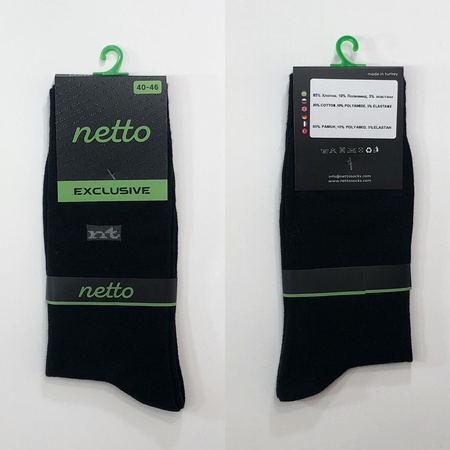 40-46
netto
EXCLUSIVE
nt
netto
made in turkey
85% Хлопок, 10% Полиамид, 5% эластан
85% COTTON, 10% POLYAMIDE, 5% ELASTANE
85% PAMUK, 10% POLYAMID, 5% ELASTAN
info@nettosocks.com
www.nettosocks.com